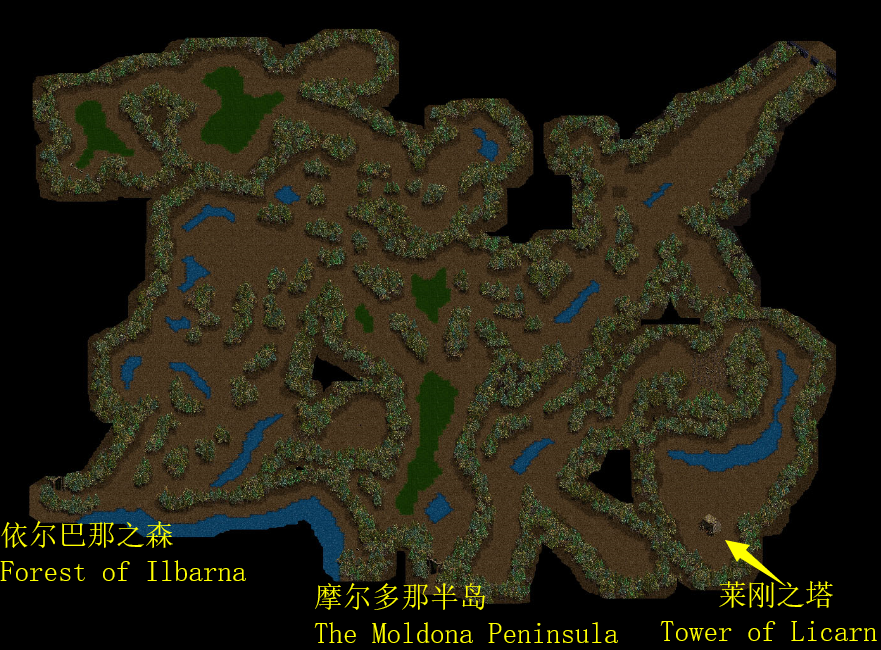 依尔巴那之森
Forest of Ilbarna
摩尔多那半岛
The Moldona Peninsula
莱刚之塔
Tower of Licarn